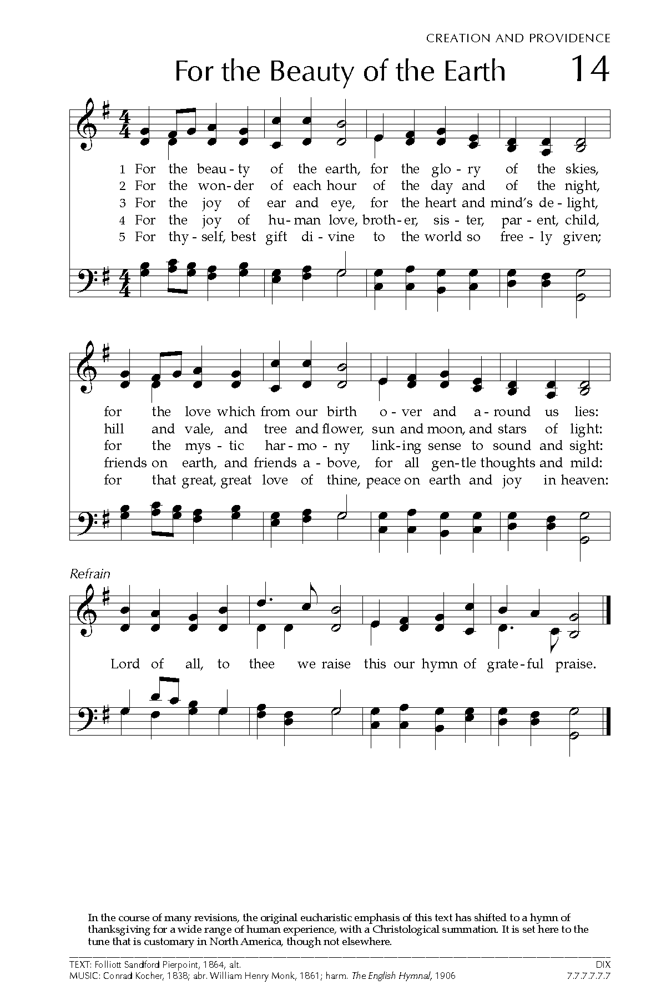 CREATION AND PROVIDENCE
For the Beauty of the Earth 14
4
4
1 For the beau - ty of the earth, for the glo - ry of the skies,
2 For the won - der of each hour of the day and of the night,
3 For the joy of ear and eye, for the heart and mind’s de - light,
4 For the joy of hu - man love, broth - er, sis - ter, par - ent, child,
5 For thy - self, best gift di - vine to the world so free - ly given;
4
4
for the love which from our birth o - ver and a - round us lies:
hill and vale, and tree and flower, sun and moon, and stars of light:
for the mys - tic har - mo - ny link - ing sense to sound and sight:
friends on earth, and friends a - bove, for all gen - tle thoughts and mild:
for that great, great love of thine, peace on earth and joy in heaven:
Refrain
Lord of all, to thee we raise this our hymn of grate - ful praise.
In the course of many revisions, the original eucharistic emphasis of this text has shifted to a hymn of
thanksgiving for a wide range of human experience, with a Christological summation. It is set here to the
tune that is customary in North America, though not elsewhere.
TEXT: Folliott Sandford Pierpoint, 1864, alt. DIX
MUSIC: Conrad Kocher, 1838; abr. William Henry Monk, 1861; harm. The English Hymnal, 1906 7.7.7.7.7.7